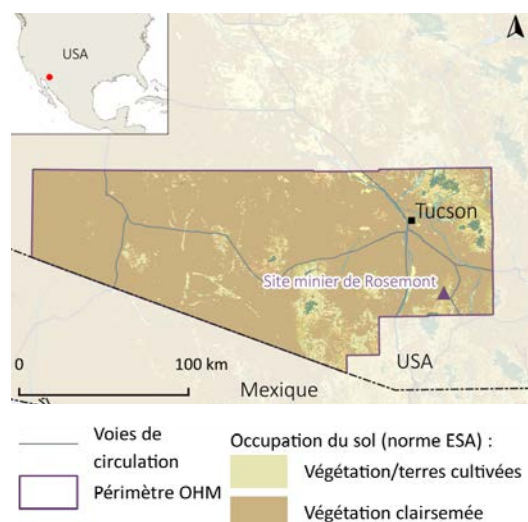 USA
Tucson
Site minier de Rosemont
0
100 km
USA
Mexique
Voies de
circulation
Périmètre OHM
Occupation du sol (norme ESA) :
Végétation/terres cultivées
Végétation clairsemée